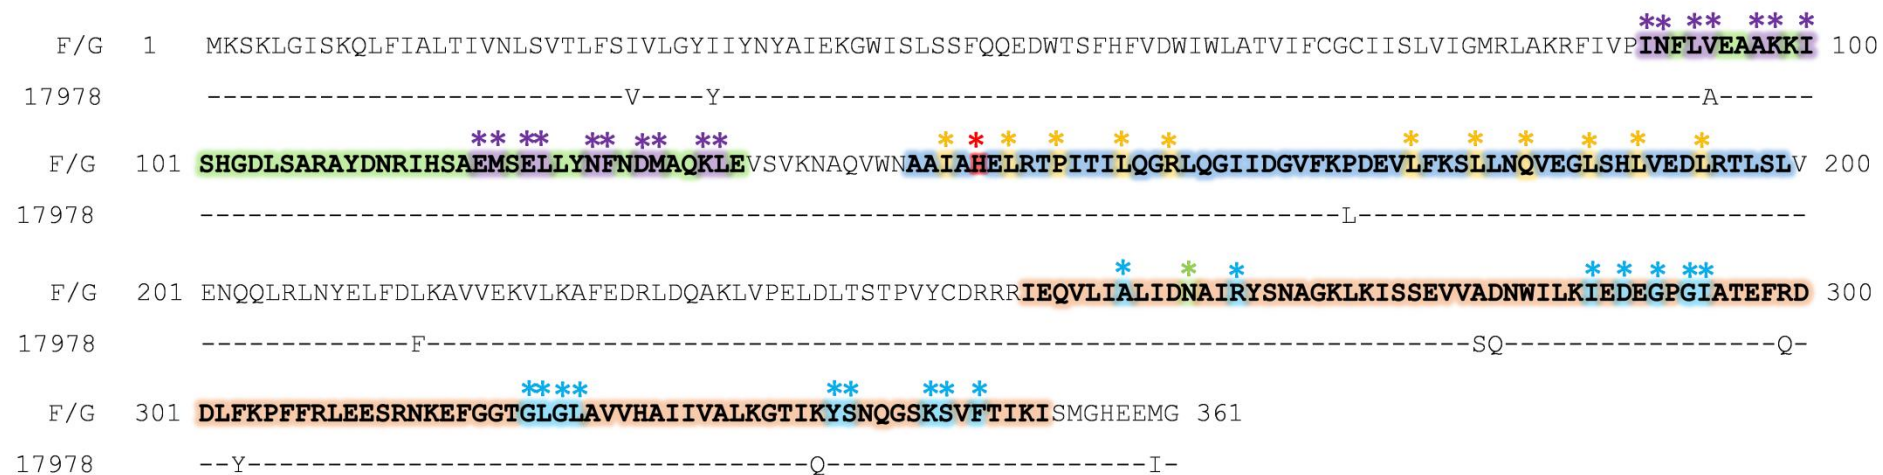 ** ** ** *
F/G 1 MKSKLGISKQLFIALTIVNLSVTLFSIVLGYIIYNYAIEKGWISLSSFQQEDWTSFHFVDWIWLATVIFCGCIISLVIGMRLAKRFIVPINFLVEAAKKI 100
17978 --------------------------V----Y-------------------------------------------------------------A------
** ** ** ** ** * * * * * * * * * * * *
F/G 101 SHGDLSARAYDNRIHSAEMSELLYNFNDMAQKLEVSVKNAQVWNAAIAHELRTPITILQGRLQGIIDGVFKPDEVLFKSLLNQVEGLSHLVEDLRTLSLV 200
17978 -----------------------------------------------------------------------L----------------------------
* * * * * * **
F/G 201 ENQQLRLNYELFDLKAVVEKVLKAFEDRLDQAKLVPELDLTSTPVYCDRRRIEQVLIALIDNAIRYSNAGKLKISSEVVADNWILKIEDEGPGIATEFRD 300
17978 -------------F-----------------------------------------------------------------SQ-----------------Q-
** ** ** ** *
F/G 301 DLFKPFFRLEESRNKEFGGTGLGLAVVHAIIVALKGTIKYSNQGSKSVFTIKISMGHEEMG 361
17978 --Y-----------------------------------Q--------------------I-